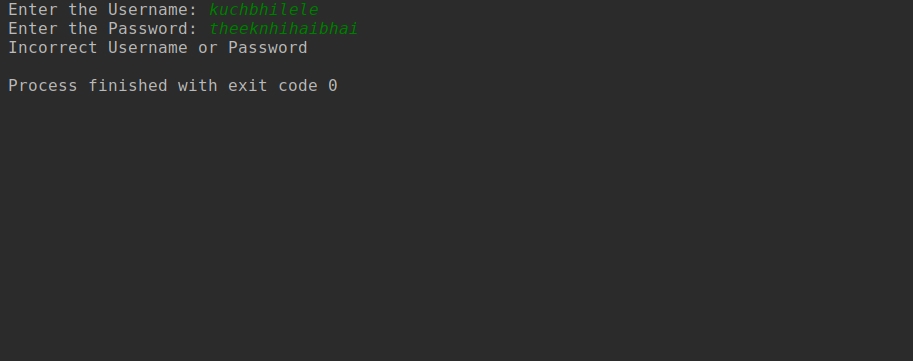 Enter the Username: kuchbhilele
Enter the Password: theeknhihaibhai
Incorrect Username or Password
Process finished with exit code 0